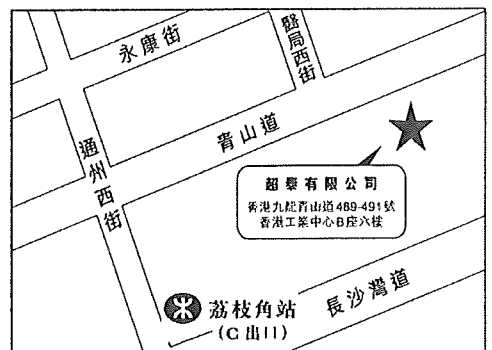 永康街
醫局西街
青山道
通州西街
超豪有限公司
香港九龍青山道489-491號
香港工業中心B座六樓
荔枝角站
(C出口)
長沙灣道